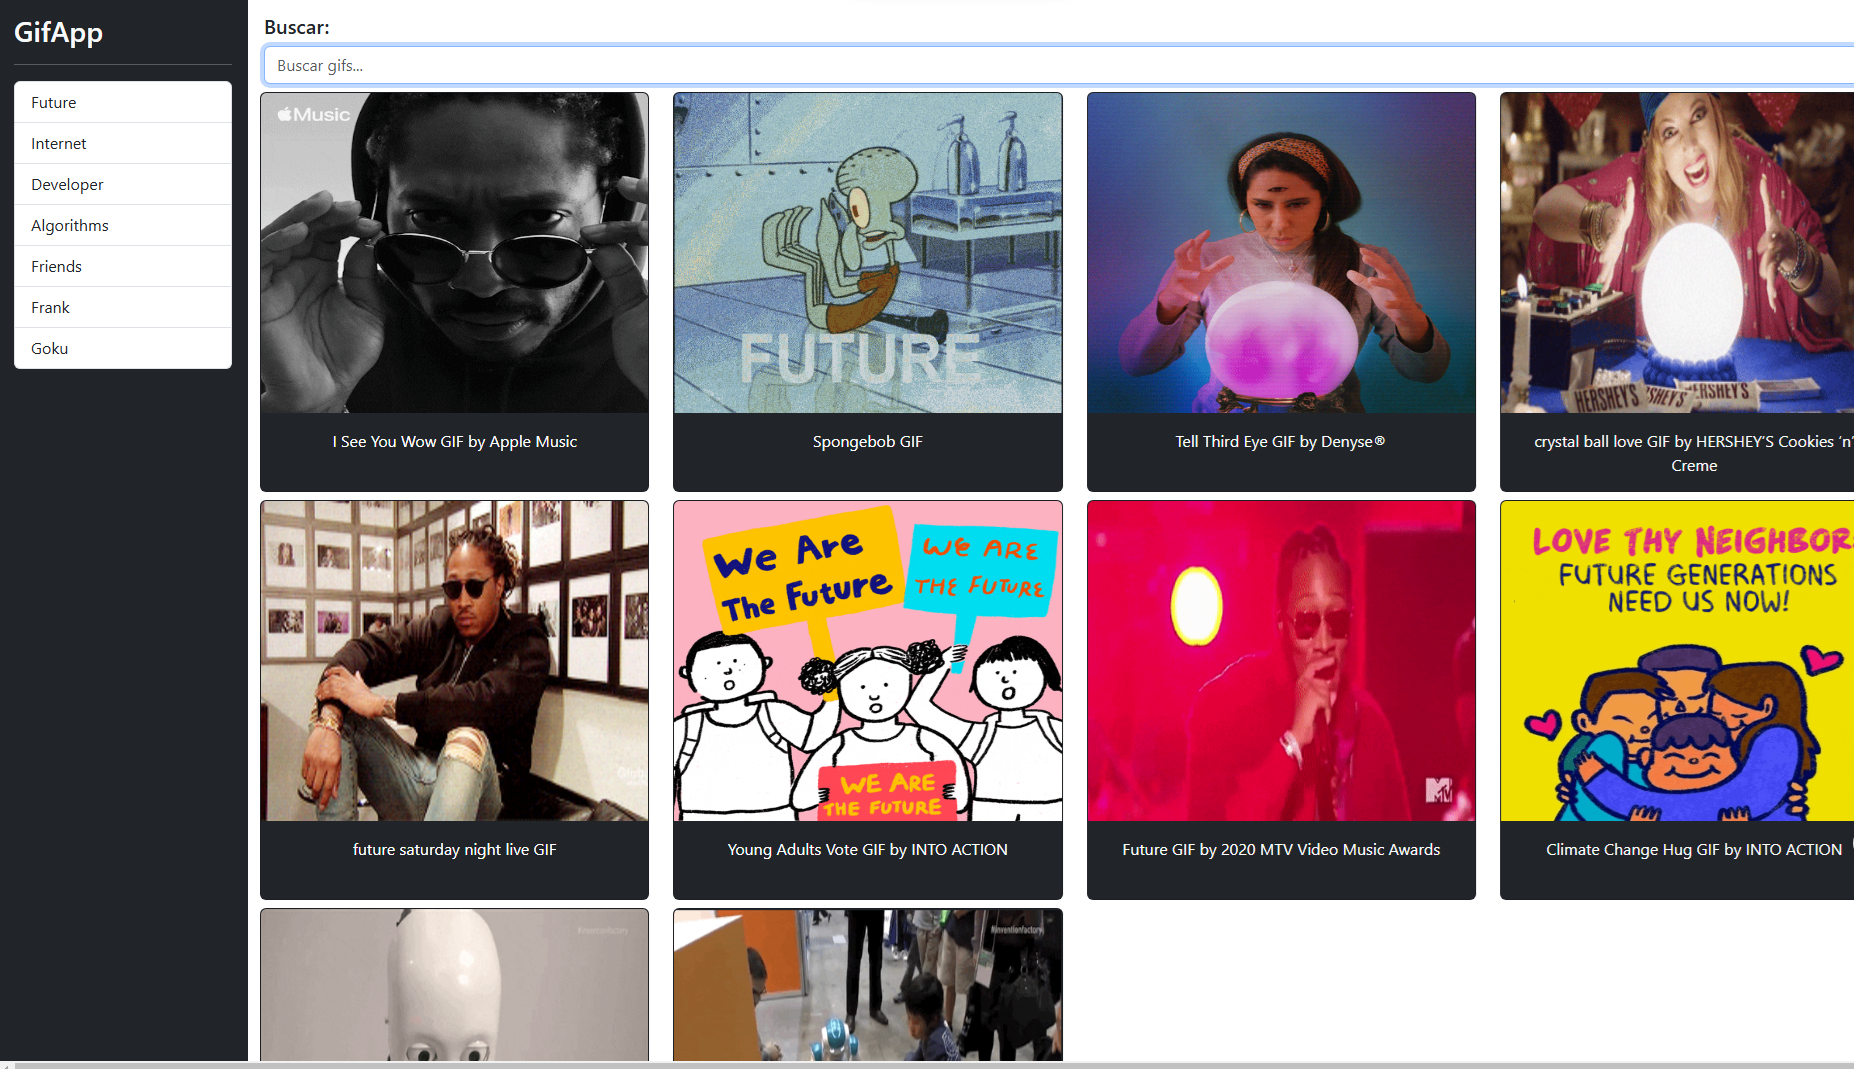 GifApp
Future
Internet
Developer
Algorithms
Friends
Frank
Goku
Buscar:
Buscar gifs...
Music
FUTURE
HERSHEY'S
HERSHEY'S
I See You Wow GIF by Apple Music
Spongebob GIF
Tell Third Eye GIF by Denyse®
crystal ball love GIF by HERSHEY'S Cookies 'n'
Creme
We Are
The Future
WE ARE
THE FUTURE
WE ARE
THE FUTURE
MTV
LOVE THY NEIGHBOR
FUTURE GENERATIONS
NEED US NOW!
future saturday night live GIF
Young Adults Vote GIF by INTO ACTION
Future GIF by 2020 MTV Video Music Awards
Climate Change Hug GIF by INTO ACTION
#inventionfactory
#inventionfactory